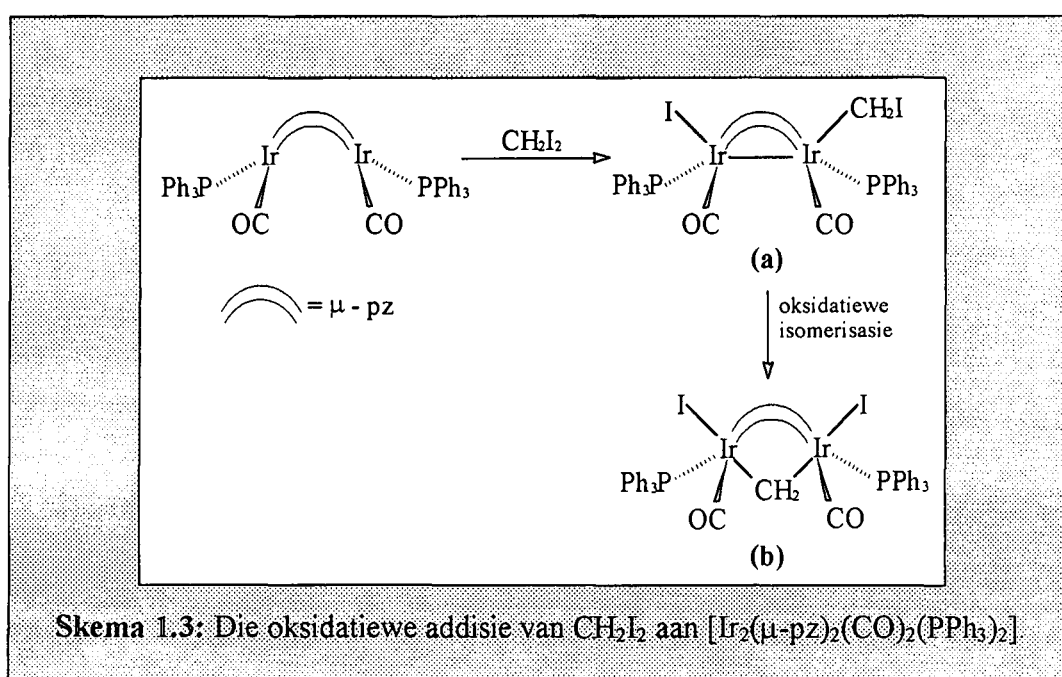 CH₂I₂
Ir Ir
Ph₃P PPh₃
OC CO
= μ - pz
I CH₂I
Ir Ir
Ph₃P PPh₃
OC CO
(a)
oksidatiewe
isomerisasie
I I
Ir Ir
Ph₃P CH₂ PPh₃
OC CO
(b)
Skema 1.3: Die oksidatiewe addisie van CH₂I₂ aan [Ir₂(μ-pz)₂(CO)₂(PPh₃)₂].